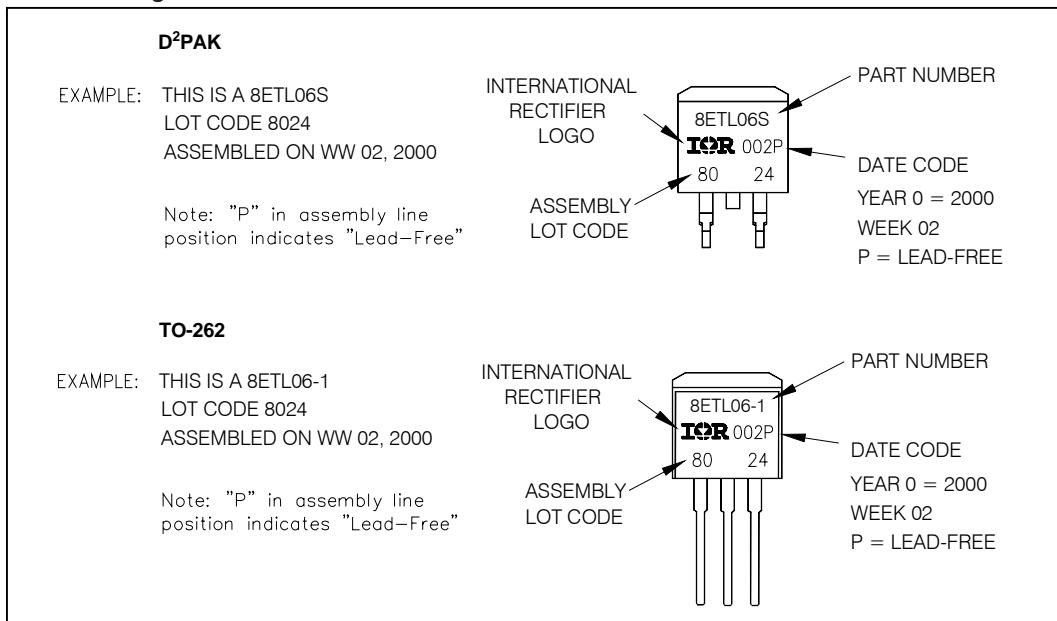 D²PAK
EXAMPLE: THIS IS A 8ETL06S
LOT CODE 8024
ASSEMBLED ON WW 02, 2000
Note: "P" in assembly line
position indicates "Lead-Free"
INTERNATIONAL
RECTIFIER
LOGO
ASSEMBLY
LOT CODE
8ETL06S
IOR 002P
80 24
PART NUMBER
DATE CODE
YEAR 0 = 2000
WEEK 02
P = LEAD-FREE
TO-262
EXAMPLE: THIS IS A 8ETL06-1
LOT CODE 8024
ASSEMBLED ON WW 02, 2000
Note: "P" in assembly line
position indicates "Lead-Free"
INTERNATIONAL
RECTIFIER
LOGO
ASSEMBLY
LOT CODE
8ETL06-1
IOR 002P
80 24
PART NUMBER
DATE CODE
YEAR 0 = 2000
WEEK 02
P = LEAD-FREE